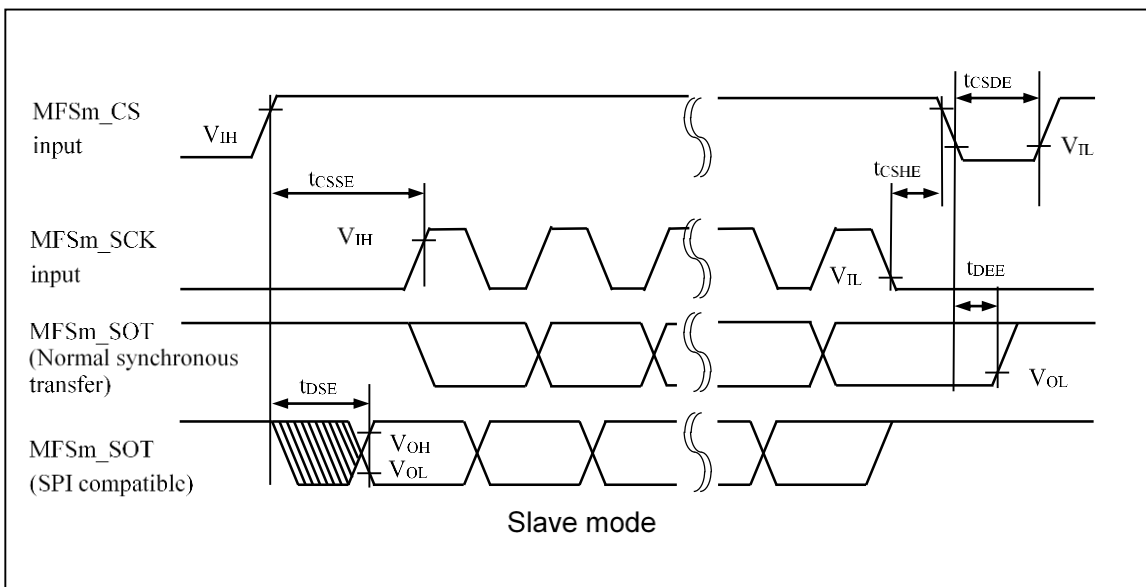 tCSDE
MFSm_CS
input
VIH
VIL
tCSHE
tCSSE
MFSm_SCK
input
VIH
VIL
tDEE
MFSm_SOT
(Normal synchronous
transfer)
VOL
tDSE
MFSm_SOT
(SPI compatible)
VOH
VOL
Slave mode